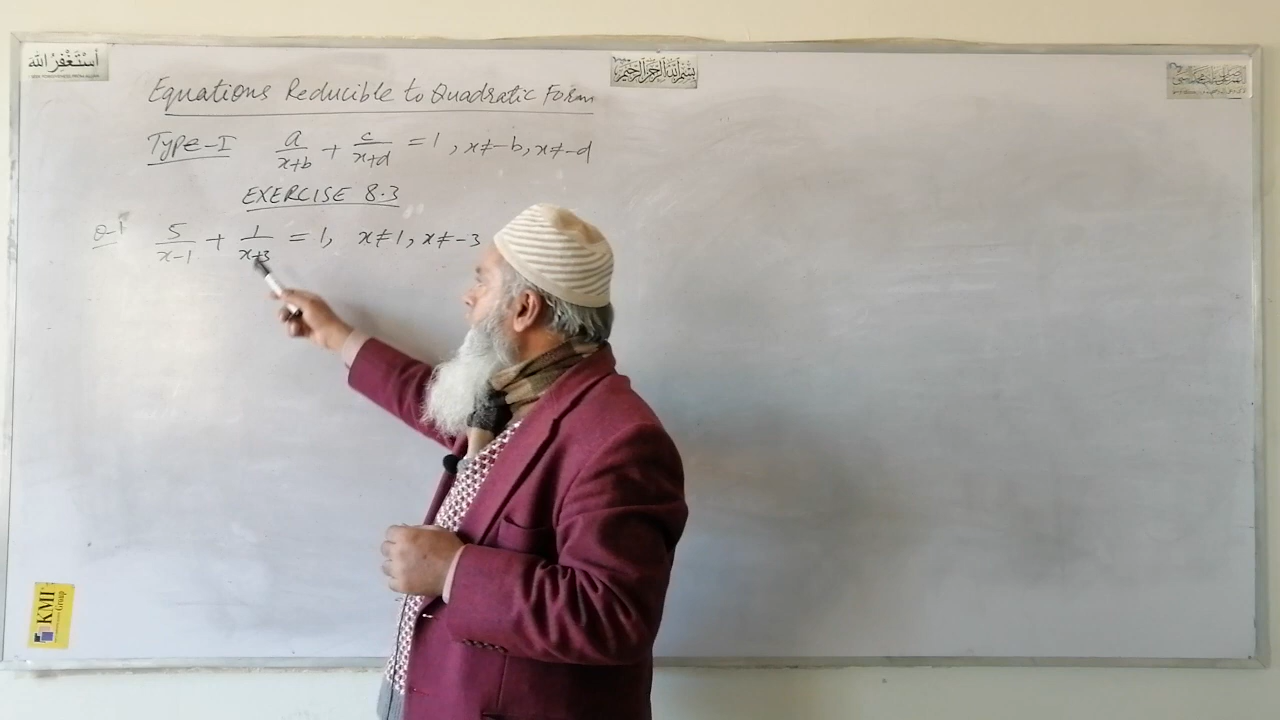 أستغفر الله
بسم الله الرحمن الرحيم
Equations Reducible to Quadratic Form
Type-I a/(x+b) + c/(x+d) = 1, x≠-b, x≠-d
EXERCISE 8.3
Q-1 5/(x-1) + 1/(x+3) = 1, x≠1, x≠-3
KMI
Group